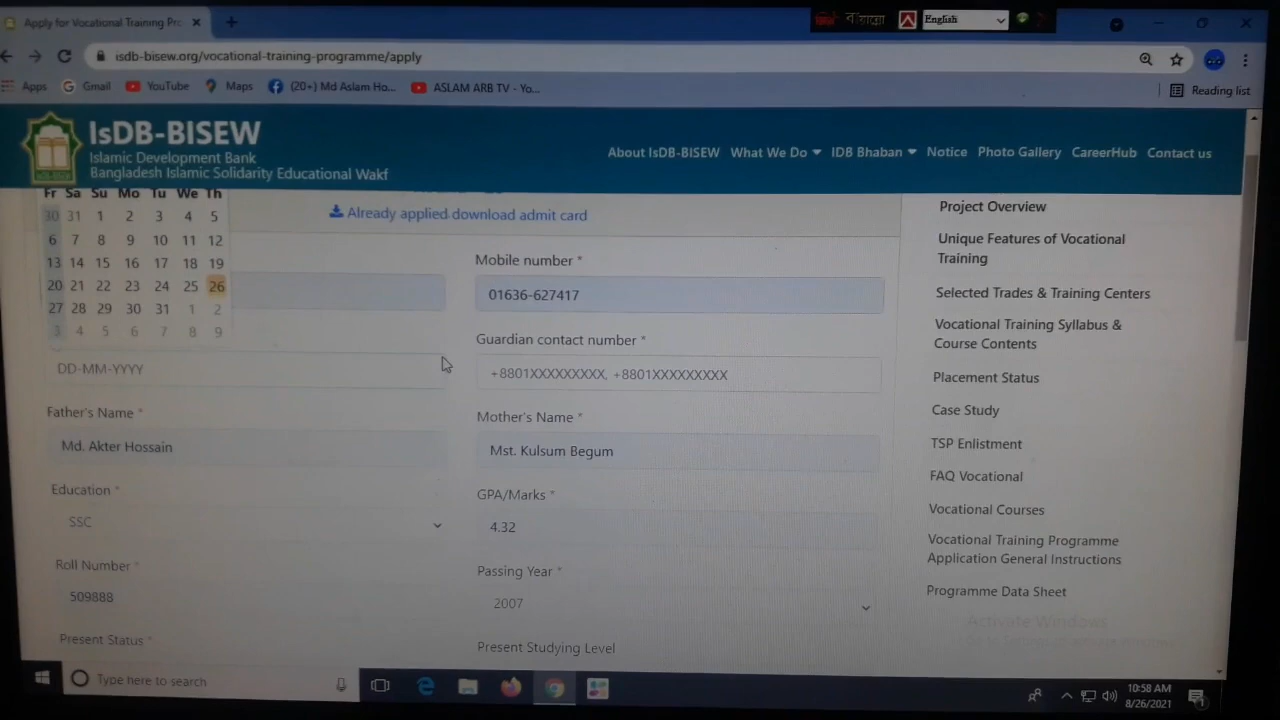 Apply for Vocational Training Pro
বাংলা
English
isdb-bisew.org/vocational-training-programme/apply
Apps
Gmail
YouTube
Maps
(20+) Md Aslam Ho...
ASLAM ARB TV - Yo...
Reading list
IsDB-BISEW
Islamic Development Bank
Bangladesh Islamic Solidarity Educational Wakf
About IsDB-BISEW What We Do IDB Bhaban Notice Photo Gallery CareerHub Contact us
Fr Sa Su Mo Tu We Th
30 31 1 2 3 4 5
6 7 8 9 10 11 12
13 14 15 16 17 18 19
20 21 22 23 24 25 26
27 28 29 30 31 1 2
3 4 5 6 7 8 9
Already applied download admit card
Mobile number *
01636-627417
Guardian contact number *
DD-MM-YYYY
+8801XXXXXXXXX, +8801XXXXXXXXX
Father's Name *
Mother's Name *
Md. Akter Hossain
Mst. Kulsum Begum
Education *
GPA/Marks *
SSC
4.32
Roll Number *
Passing Year *
509888
2007
Present Status *
Present Studying Level
Project Overview
Unique Features of Vocational
Training
Selected Trades & Training Centers
Vocational Training Syllabus &
Course Contents
Placement Status
Case Study
TSP Enlistment
FAQ Vocational
Vocational Courses
Vocational Training Programme
Application General Instructions
Programme Data Sheet
Activate Windows
Type here to search
10:58 AM
8/26/2021
1